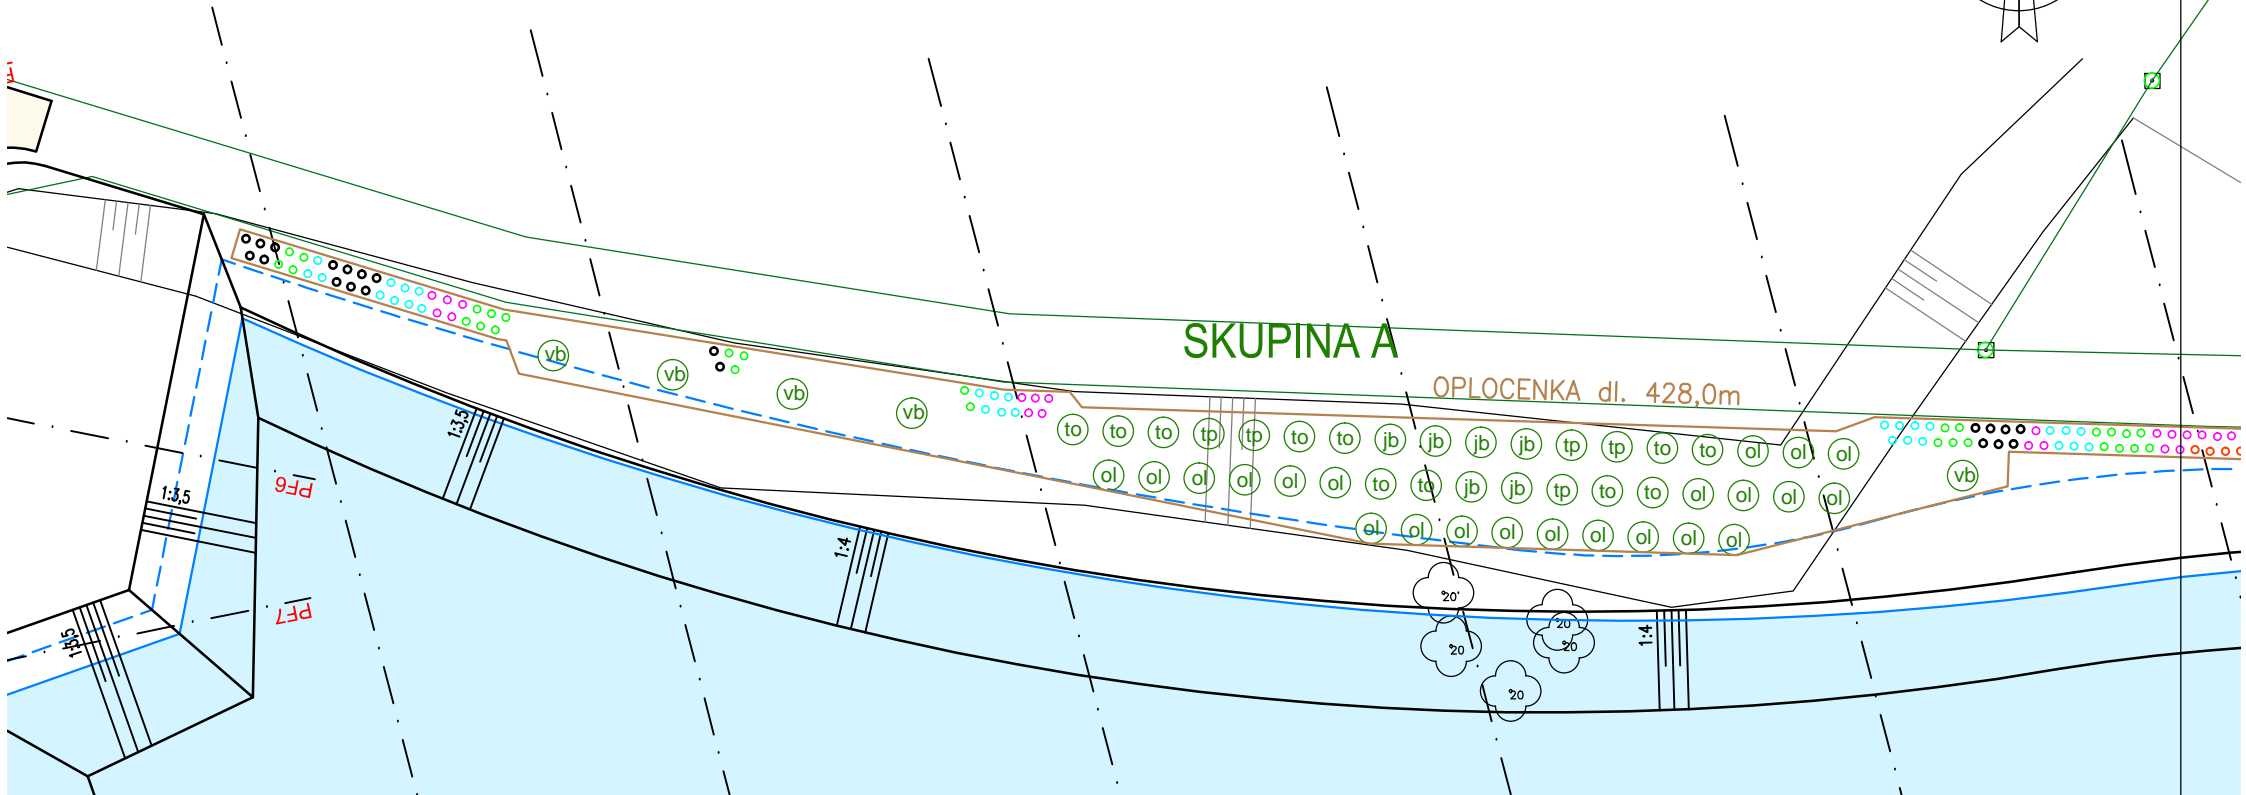 SKUPINA A
OPLOCENKA dl. 428,0m
vb
vb
vb
vb
to to to tp tp to to jb jb jb jb tp tp to to ol ol ol
ol ol ol ol ol ol to to jb jb tp to to ol ol ol ol
vb
ol ol ol ol ol ol ol ol ol
1:3,5
PF6
1:3,5
1:4
PF7
1:3,5
1:4
20
20
20
20
20